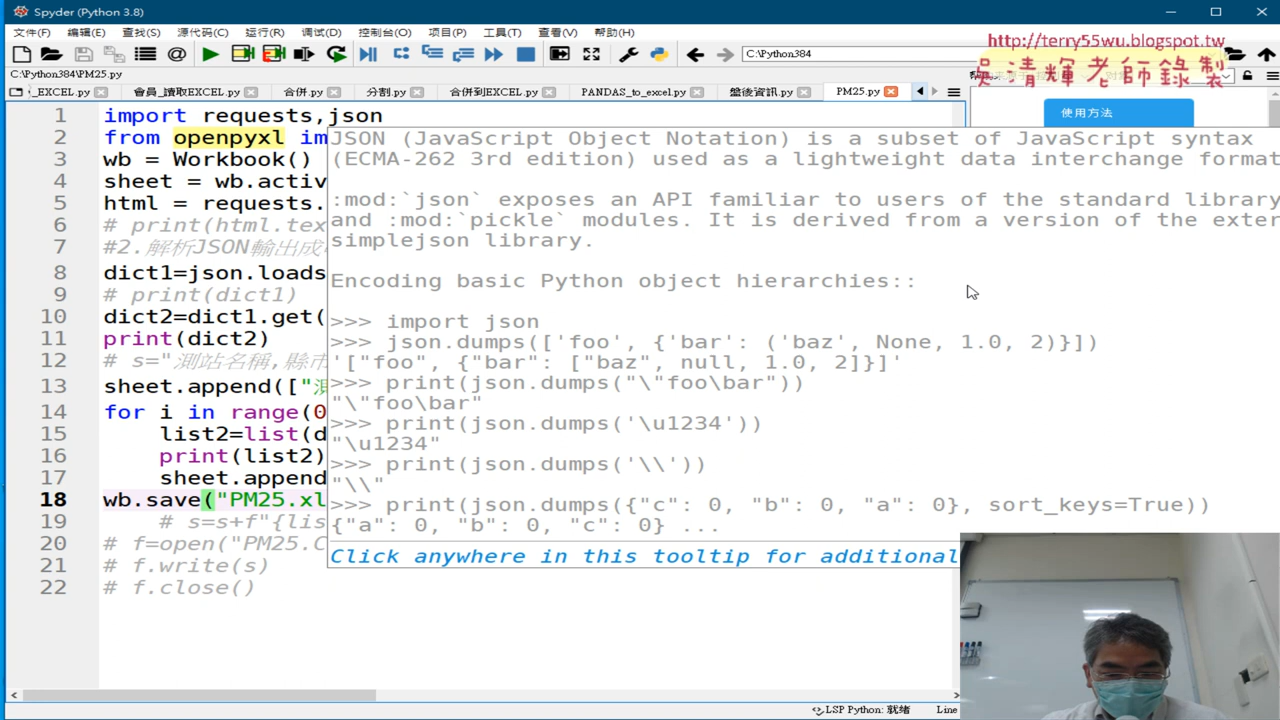 Spyder (Python 3.8)
文件(F) 编辑(E) 查找(S) 源代码(C) 运行(R) 调试(D) 控制台(O) 项目(P) 工具(T) 查看(V) 帮助(H)
http://terry55wu.blogspot.tw
C:\Python384
吳清輝老師錄製
C:\Python384\PM25.py
_EXCEL.py 會員_讀取EXCEL.py 合併.py 分割.py 合併到EXCEL.py PANDAS_to_excel.py 盤後資訊.py PM25.py
使用方法
1 import requests,json
2 from openpyxl im
3 wb = Workbook()
4 sheet = wb.activ
5 html = requests.
6 # print(html.tex
7 #2.解析JSON輸出成
8 dict1=json.loads
9 # print(dict1)
10 dict2=dict1.get(
11 print(dict2)
12 # s="測站名稱,縣市
13 sheet.append(["測
14 for i in range(0
15 list2=list(d
16 print(list2)
17 sheet.append
18 wb.save("PM25.xl
19 # s=s+f"{lis
20 # f=open("PM25.C
21 # f.write(s)
22 # f.close()
JSON (JavaScript Object Notation) is a subset of JavaScript syntax
(ECMA-262 3rd edition) used as a lightweight data interchange format
:mod:`json` exposes an API familiar to users of the standard library
and :mod:`pickle` modules. It is derived from a version of the exter
simplejson library.
Encoding basic Python object hierarchies::
>>> import json
>>> json.dumps(['foo', {'bar': ('baz', None, 1.0, 2)}])
'["foo", {"bar": ["baz", null, 1.0, 2]}]'
>>> print(json.dumps("\"foo\bar"))
"\"foo\bar"
>>> print(json.dumps('\u1234'))
"\u1234"
>>> print(json.dumps('\\'))
"\\"
>>> print(json.dumps({"c": 0, "b": 0, "a": 0}, sort_keys=True))
{"a": 0, "b": 0, "c": 0} ...
Click anywhere in this tooltip for additional
LSP Python: 就绪 Line